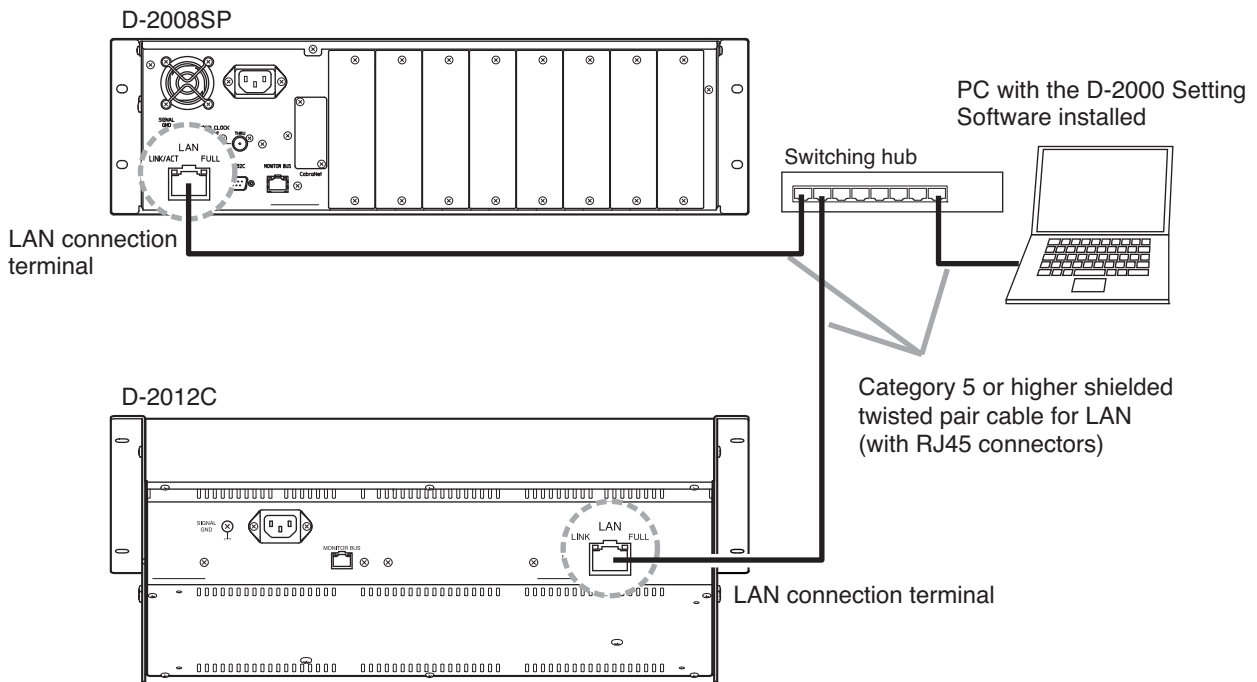 D-2008SP
SIGNAL
GND
CLOCK
THRU
LAN
LINK/ACT FULL
MONITOR BUS
CobraNet
LAN connection
terminal
Switching hub
PC with the D-2000 Setting
Software installed
Category 5 or higher shielded
twisted pair cable for LAN
(with RJ45 connectors)
D-2012C
SIGNAL
GND
MONITOR BUS
LAN
LINK FULL
LAN connection terminal